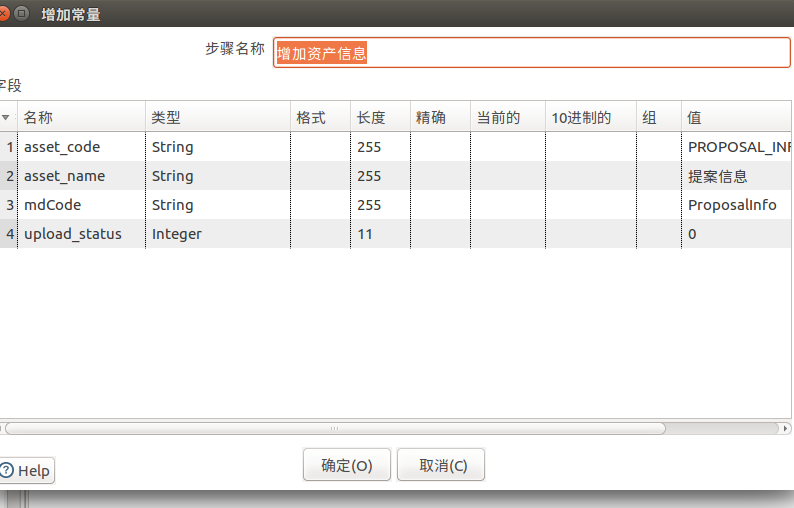 增加常量
步骤名称 增加资产信息
字段
名称 类型 格式 长度 精确 当前的 10进制的 组 值
1 asset_code String 255 PROPOSAL_INF
2 asset_name String 255 提案信息
3 mdCode String 255 ProposalInfo
4 upload_status Integer 11 0
Help 确定(O) 取消(C)